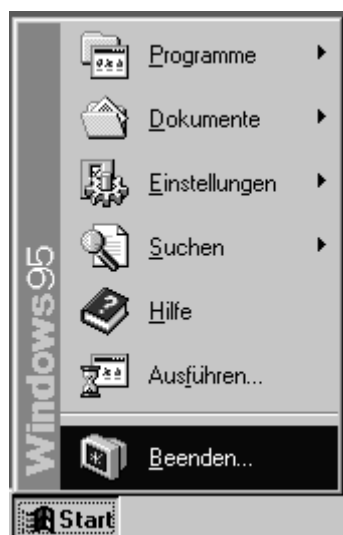 Programme
Dokumente
Einstellungen
Suchen
Hilfe
Ausführen...
Beenden...
Windows95
Start